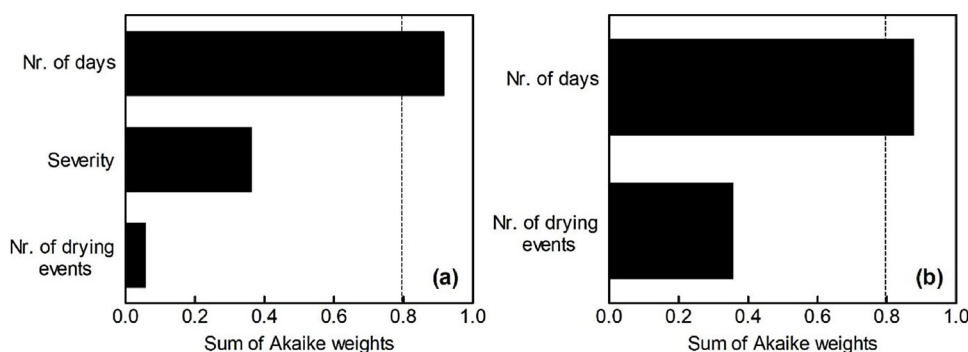 Nr. of days
Severity
Nr. of drying
events
(a)
0.0 0.2 0.4 0.6 0.8 1.0
Sum of Akaike weights
Nr. of days
Nr. of drying
events
(b)
0.0 0.2 0.4 0.6 0.8 1.0
Sum of Akaike weights